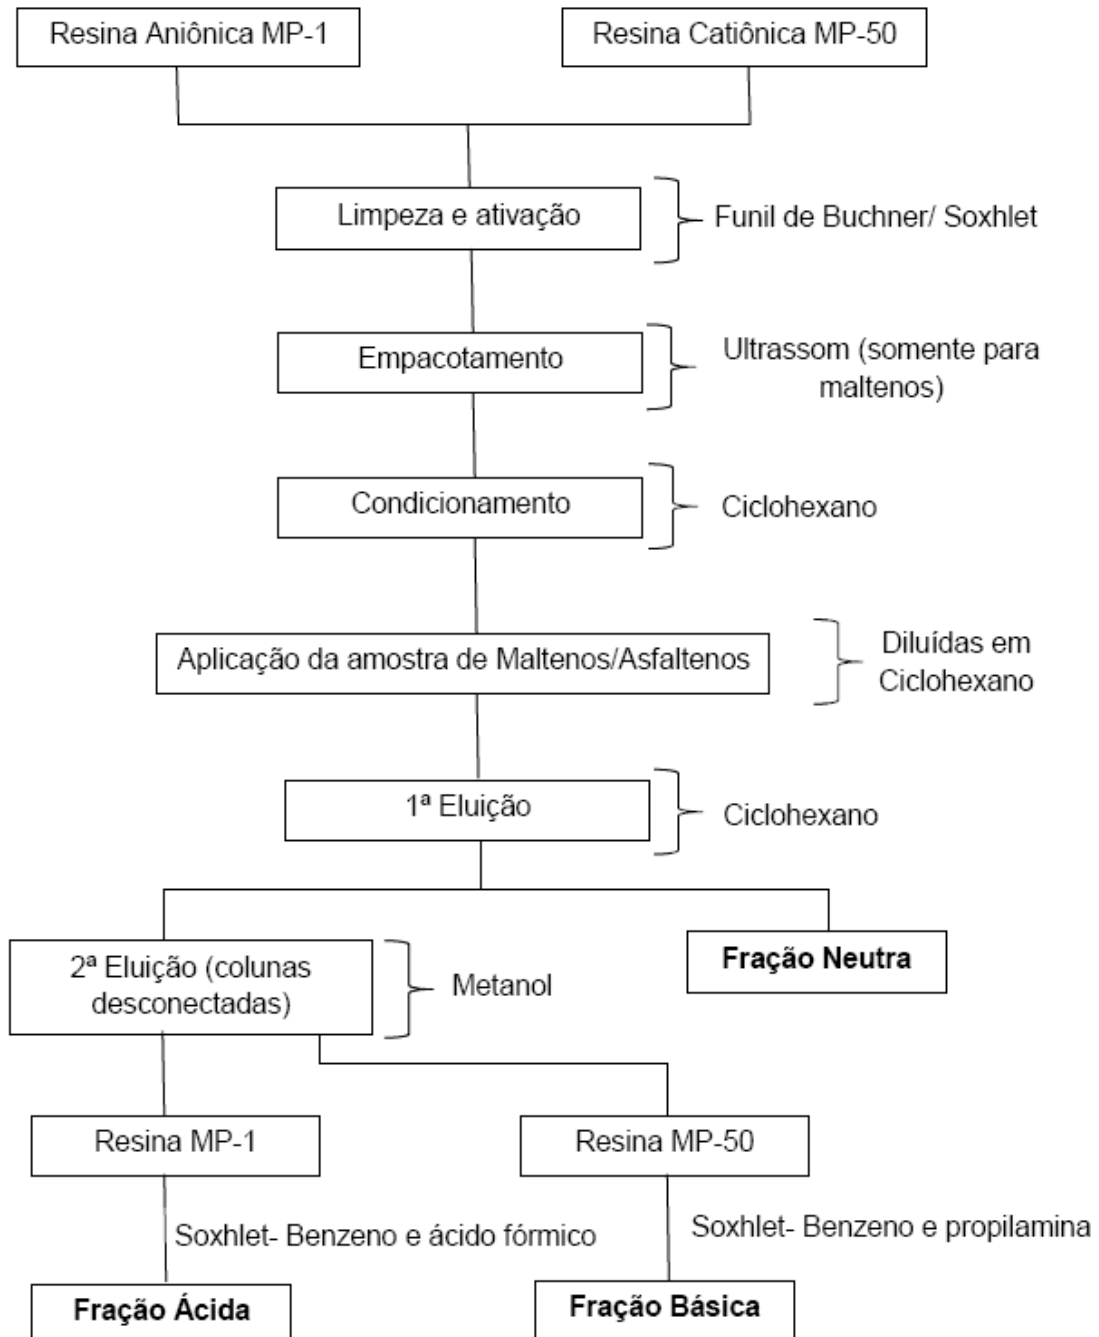 Resina Aniônica MP-1
Resina Catiônica MP-50
Limpeza e ativação
Funil de Buchner/ Soxhlet
Empacotamento
Ultrassom (somente para
maltenos)
Condicionamento
Ciclohexano
Aplicação da amostra de Maltenos/Asfaltenos
Diluídas em
Ciclohexano
1ª Eluição
Ciclohexano
2ª Eluição (colunas
desconectadas)
Metanol
Fração Neutra
Resina MP-1
Resina MP-50
Soxhlet- Benzeno e ácido fórmico
Soxhlet- Benzeno e propilamina
Fração Ácida
Fração Básica